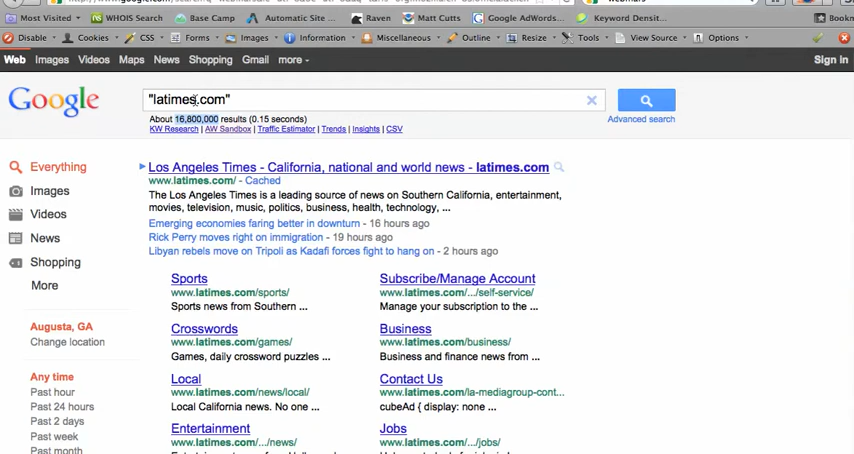 Most Visited WHOIS Search Base Camp Automatic Site ... Raven Matt Cutts Google AdWords... Keyword Densit... Bookm
Disable Cookies CSS Forms Images Information Miscellaneous Outline Resize Tools View Source Options
Web Images Videos Maps News Shopping Gmail more Sign in
Google "latimes.com"
About 16,800,000 results (0.15 seconds) Advanced search
KW Research | AW Sandbox | Traffic Estimator | Trends | Insights | CSV
Everything
Images
Videos
News
Shopping
More
Augusta, GA
Change location
Any time
Past hour
Past 24 hours
Past 2 days
Past week
Past month
Los Angeles Times - California, national and world news - latimes.com
www.latimes.com/ - Cached
The Los Angeles Times is a leading source of news on Southern California, entertainment,
movies, television, music, politics, business, health, technology, ...
Emerging economies faring better in downturn - 16 hours ago
Rick Perry moves right on immigration - 19 hours ago
Libyan rebels move on Tripoli as Kadafi forces fight to hang on - 2 hours ago
Sports
www.latimes.com/sports/
Sports news from Southern ...
Subscribe/Manage Account
www.latimes.com/.../self-service/
Manage your subscription to the ...
Crosswords
www.latimes.com/games/
Games, daily crossword puzzles ...
Business
www.latimes.com/business/
Business and finance news from ...
Local
www.latimes.com/news/local/
Local California news. No one ...
Contact Us
www.latimes.com/la-mediagroup-cont...
cubeAd { display: none ...
Entertainment
www.latimes.com/.../news/
Jobs
www.latimes.com/.../jobs/